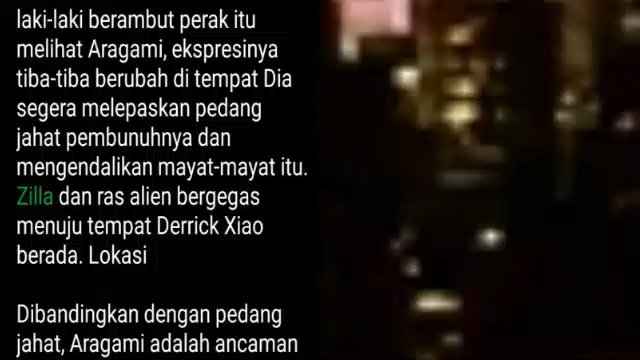 laki-laki berambut perak itu
melihat Aragami, ekspresinya
tiba-tiba berubah di tempat Dia
segera melepaskan pedang
jahat pembunuhnya dan
mengendalikan mayat-mayat itu.
Zilla dan ras alien bergegas
menuju tempat Derrick Xiao
berada. Lokasi
Dibandingkan dengan pedang
jahat, Aragami adalah ancaman